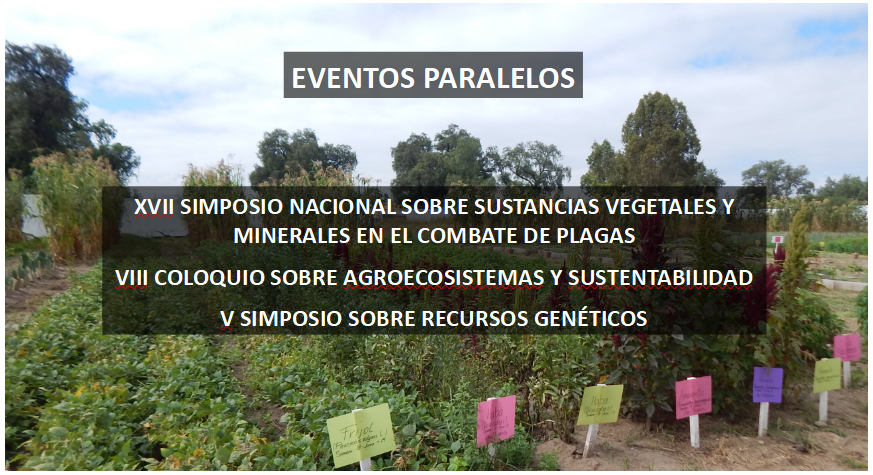 EVENTOS PARALELOS
XVII SIMPOSIO NACIONAL SOBRE SUSTANCIAS VEGETALES Y
MINERALES EN EL COMBATE DE PLAGAS
VIII COLOQUIO SOBRE AGROECOSISTEMAS Y SUSTENTABILIDAD
V SIMPOSIO SOBRE RECURSOS GENÉTICOS
Frijol